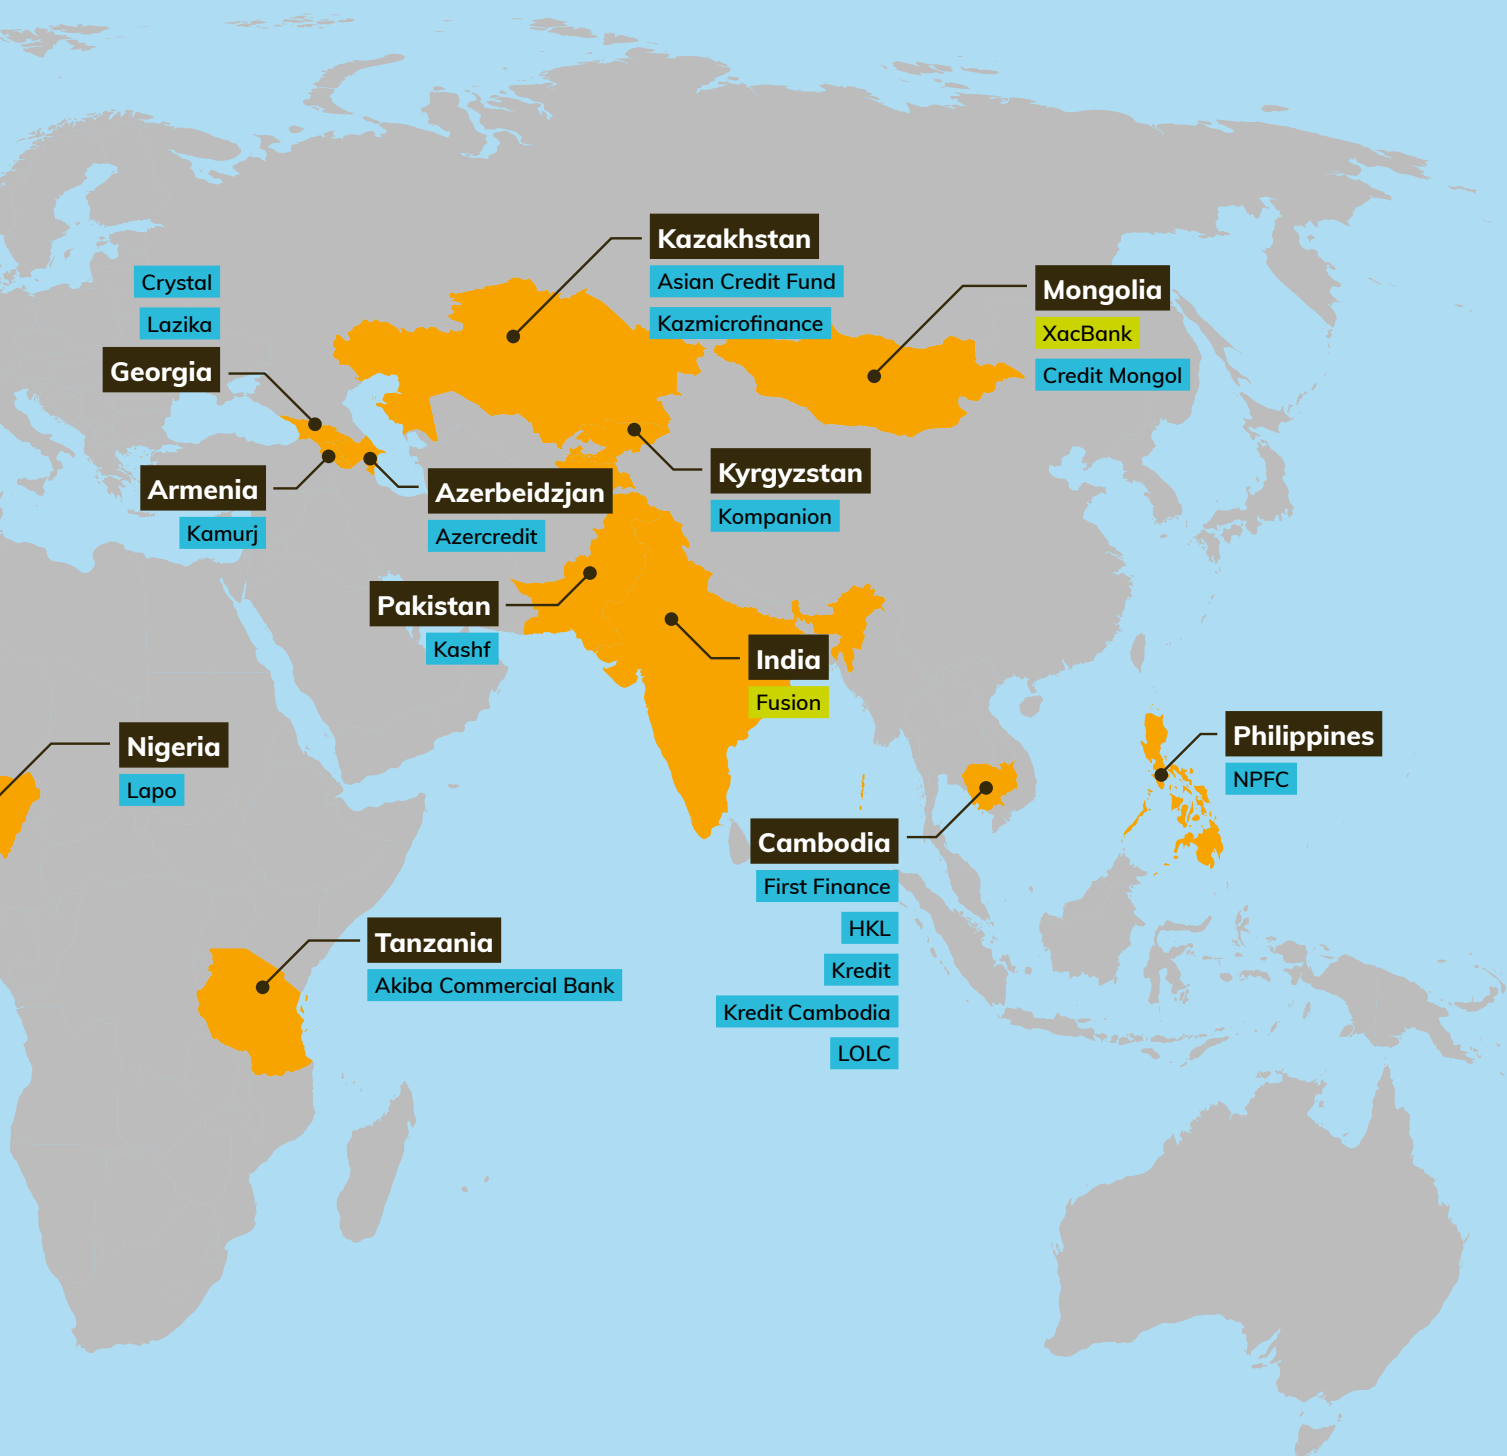 Kazakhstan
Asian Credit Fund
Kazmicrofinance
Mongolia
XacBank
Credit Mongol
Crystal
Lazika
Georgia
Armenia
Kamurj
Azerbeidzjan
Azercredit
Kyrgyzstan
Kompanion
Pakistan
Kashf
India
Fusion
Nigeria
Lapo
Philippines
NPFC
Cambodia
First Finance
HKL
Kredit
Kredit Cambodia
LOLC
Tanzania
Akiba Commercial Bank